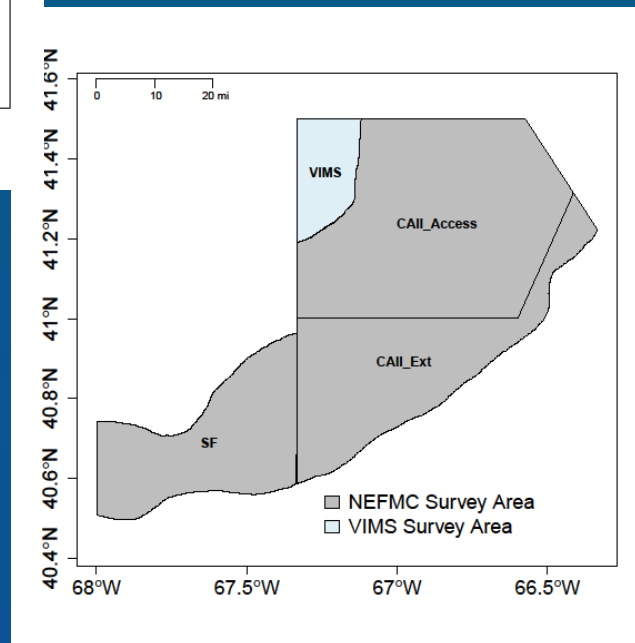 0 10 20 mi
41.6°N
41.4°N
41.2°N
41°N
40.8°N
40.6°N
40.4°N
VIMS
CAII_Access
CAII_Ext
SF
NEFMC Survey Area
VIMS Survey Area
68°W 67.5°W 67°W 66.5°W